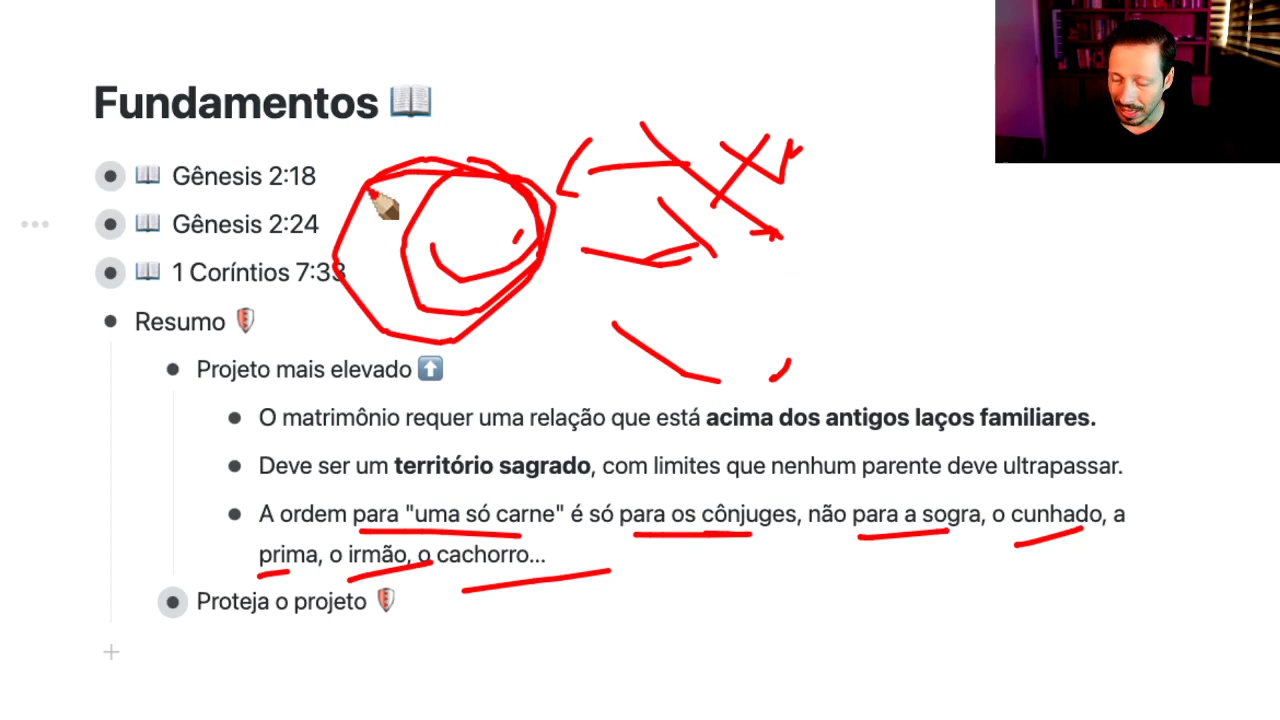 Fundamentos 📖
📖 Gênesis 2:18
📖 Gênesis 2:24
📖 1 Coríntios 7:33
Resumo
Projeto mais elevado ⬆️
O matrimônio requer uma relação que está acima dos antigos laços familiares.
Deve ser um território sagrado, com limites que nenhum parente deve ultrapassar.
A ordem para "uma só carne" é só para os cônjuges, não para a sogra, o cunhado, a
prima, o irmão, o cachorro...
Proteja o projeto